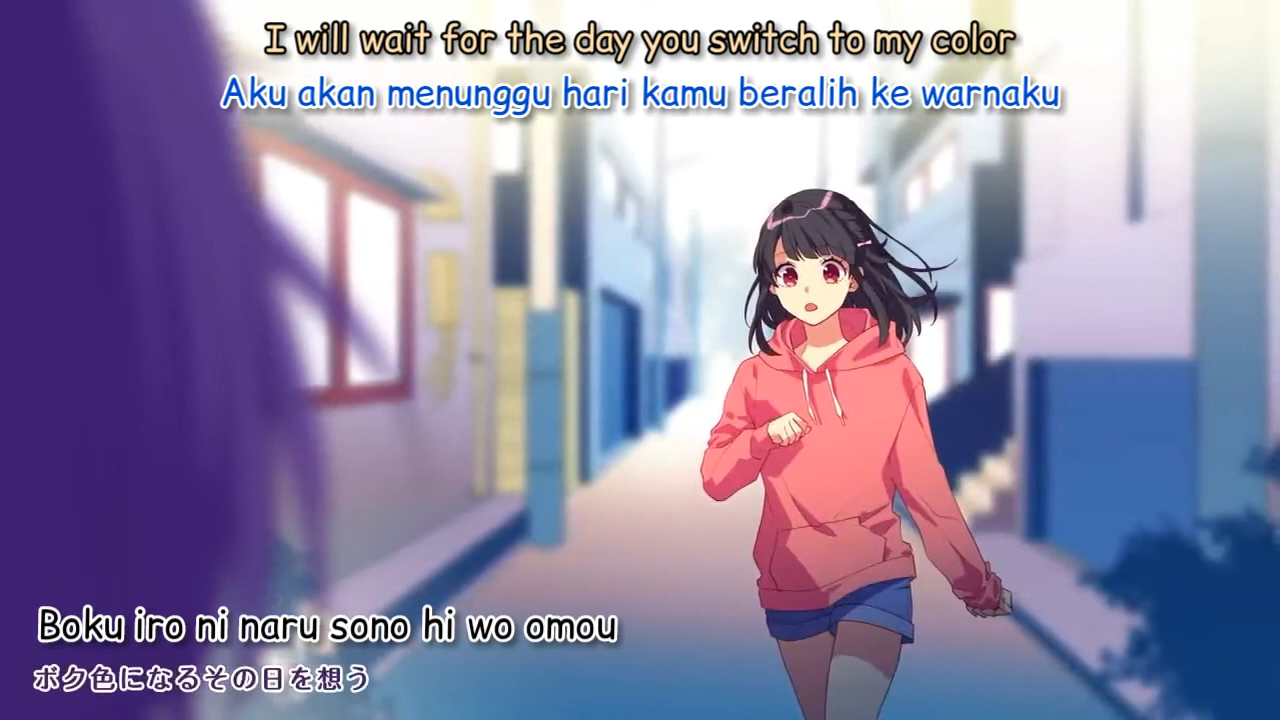 I will wait for the day you switch to my color
Aku akan menunggu hari kamu beralih ke warnaku
Boku iro ni naru sono hi wo omou
ボク色になるその日を想う